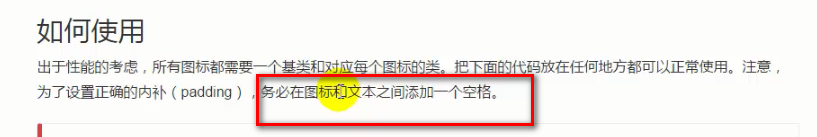 如何使用
出于性能的考虑，所有图标都需要一个基类和对应每个图标的类。把下面的代码放在任何地方都可以正常使用。注意，
为了设置正确的内补（padding），务必在图标和文本之间添加一个空格。